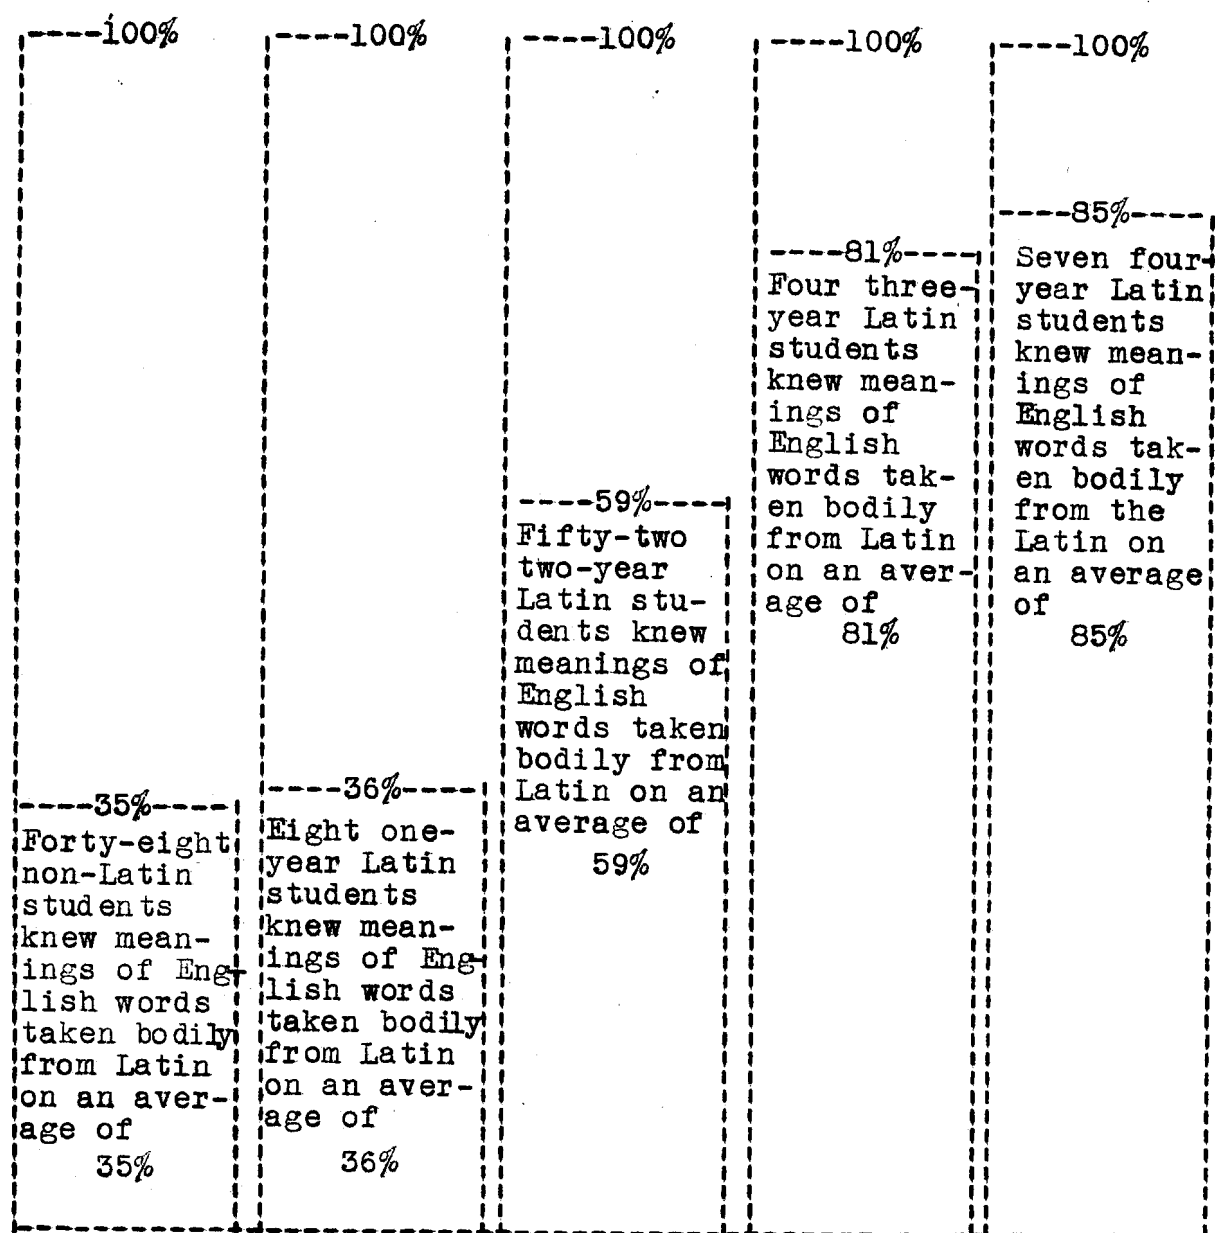 100%
35%
Forty-eight
non-Latin
students
knew mean-
ings of Eng-
lish words
taken bodily
from Latin
on an aver-
age of
35%
100%
36%
Eight one-
year Latin
students
knew mean-
ings of Eng-
lish words
taken bodily
from Latin
on an aver-
age of
36%
100%
59%
Fifty-two
two-year
Latin stu-
dents knew
meanings of
English
words taken
bodily from
Latin on an
average of
59%
100%
81%
Four three-
year Latin
students
knew mean-
ings of
English
words tak-
en bodily
from Latin
on an aver-
age of
81%
100%
85%
Seven four-
year Latin
students
knew mean-
ings of
English
words tak-
en bodily
from the
Latin on
an average
of
85%